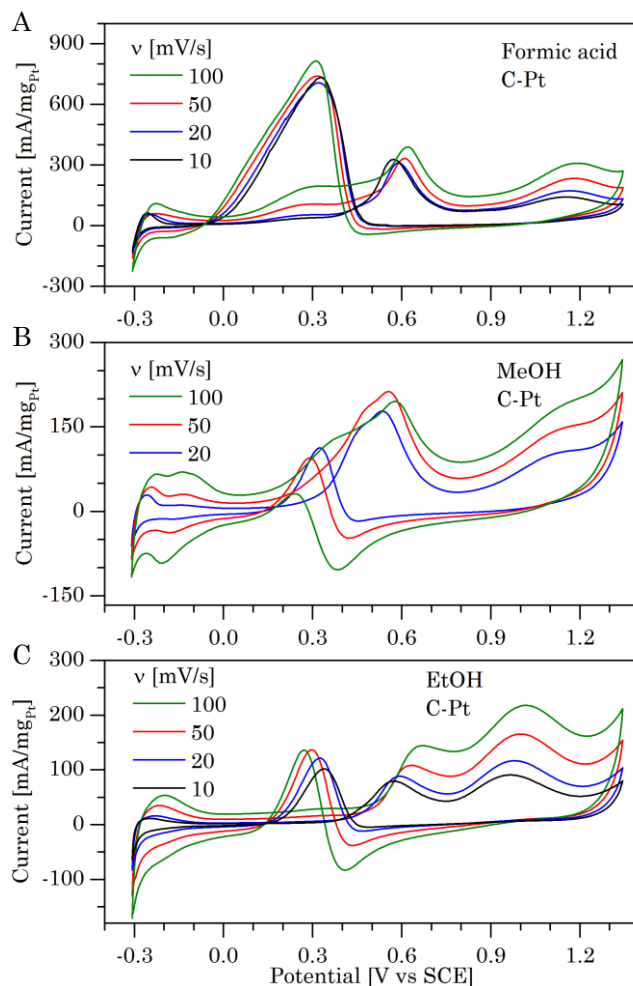 A
ν [mV/s]
100
50
20
10
Formic acid
C-Pt
900
600
300
0
-300
Current [mA/mgPt]
-0.3 0.0 0.3 0.6 0.9 1.2
B
ν [mV/s]
100
50
20
MeOH
C-Pt
300
150
0
-150
Current [mA/mgPt]
-0.3 0.0 0.3 0.6 0.9 1.2
C
ν [mV/s]
100
50
20
10
EtOH
C-Pt
300
200
100
0
-100
Current [mA/mgPt]
-0.3 0.0 0.3 0.6 0.9 1.2
Potential [V vs SCE]